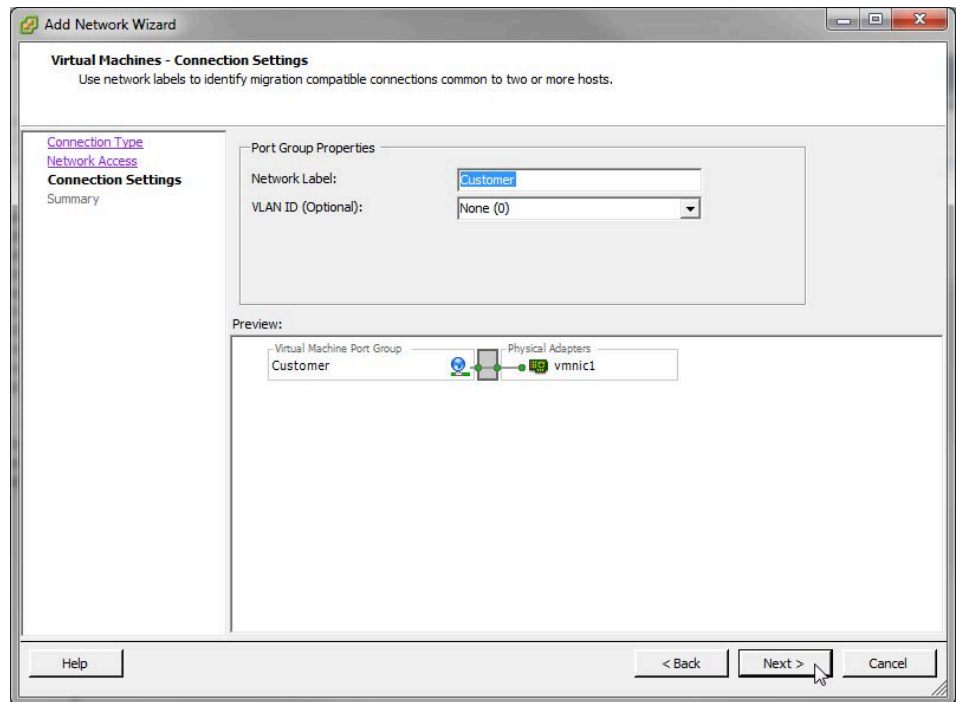 Add Network Wizard
Virtual Machines - Connection Settings
Use network labels to identify migration compatible connections common to two or more hosts.
Connection Type
Network Access
Connection Settings
Summary
Port Group Properties
Network Label: Customer
VLAN ID (Optional): None (0)
Preview:
Virtual Machine Port Group Physical Adapters
Customer vmnic1
Help < Back Next > Cancel